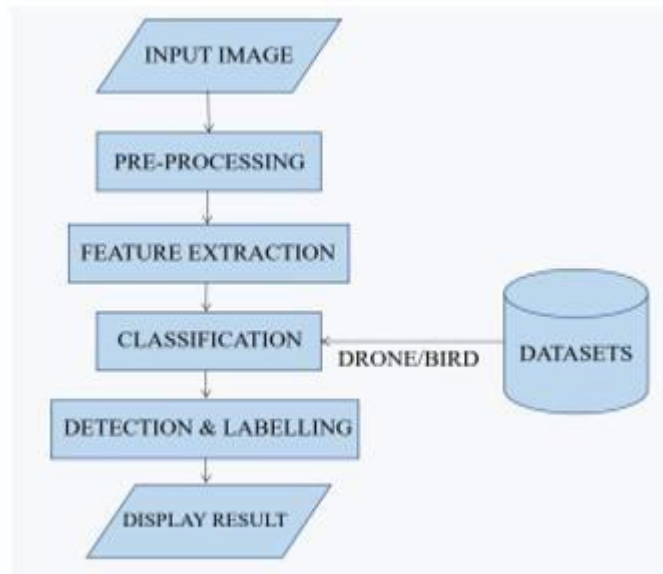 INPUT IMAGE
PRE-PROCESSING
FEATURE EXTRACTION
CLASSIFICATION
DRONE/BIRD
DATASETS
DETECTION & LABELLING
DISPLAY RESULT